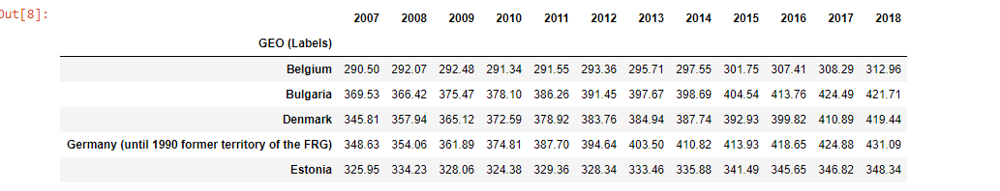 Out[8]:
2007 2008 2009 2010 2011 2012 2013 2014 2015 2016 2017 2018
GEO (Labels)
Belgium 290.50 292.07 292.48 291.34 291.55 293.36 295.71 297.55 301.75 307.41 308.29 312.96
Bulgaria 369.53 366.42 375.47 378.10 386.26 391.45 397.67 398.69 404.54 413.76 424.49 421.71
Denmark 345.81 357.94 365.12 372.59 378.92 383.76 384.94 387.74 392.93 399.82 410.89 419.44
Germany (until 1990 former territory of the FRG) 348.63 354.06 361.89 374.81 387.70 394.64 403.50 410.82 413.93 418.65 424.88 431.09
Estonia 325.95 334.23 328.06 324.38 329.36 328.34 333.46 335.88 341.49 345.65 346.82 348.34